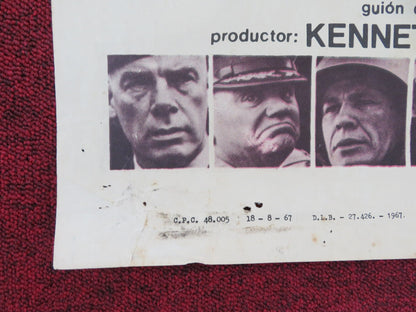 guión
productor: KENNET
C.P.C. 48.005 18 - 8 - 67 D.L.B. - 27.426. - 1967.